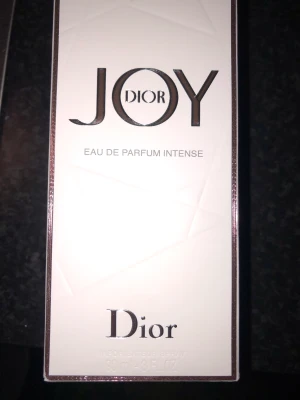 JOY
DIOR
EAU DE PARFUM INTENSE
Dior